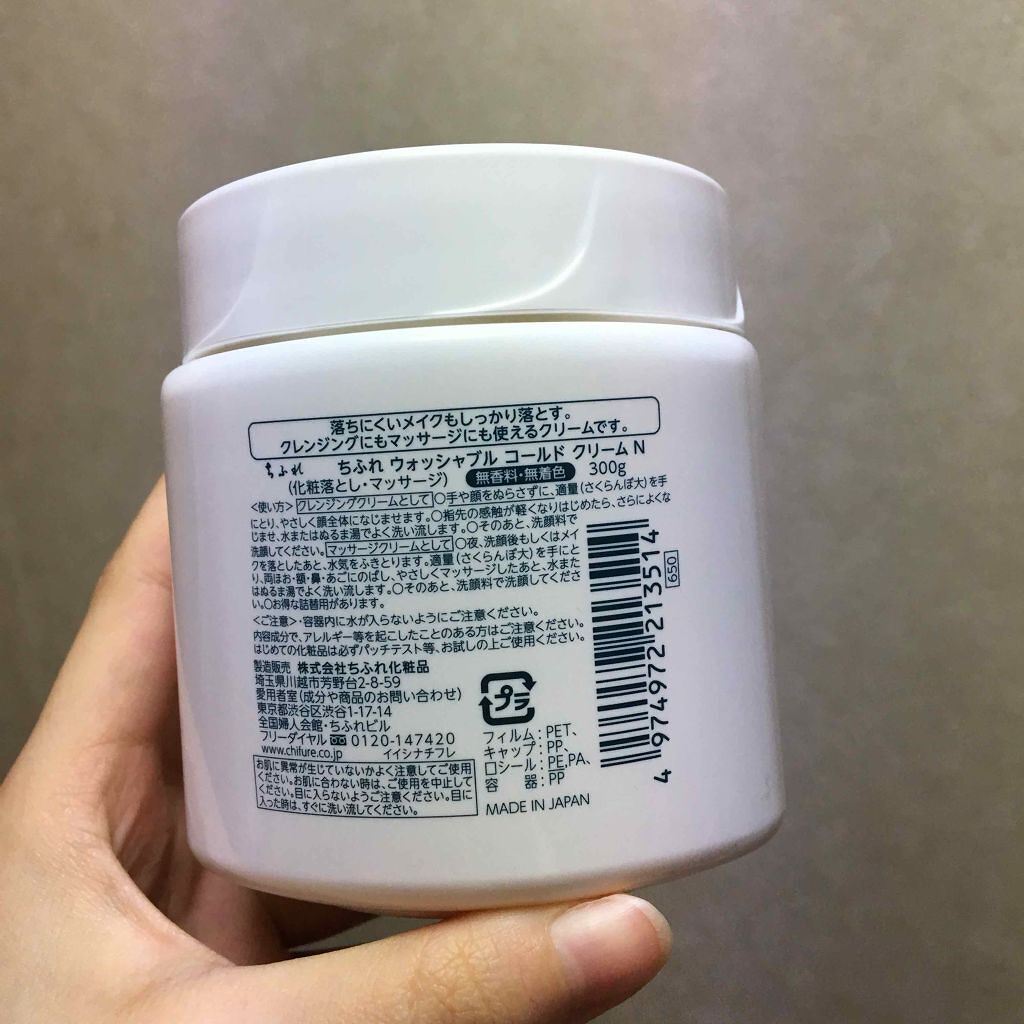 落ちにくいメイクもしっかり落とす。
クレンジングにもマッサージにも使えるクリームです。
ちふれ ちふれ ウォッシャブル コールド クリーム N
(化粧落とし・マッサージ) 無香料・無着色 300g
<使い方> クレンジングクリームとして ○手や顔をぬらさずに、適量(さくらんぼ大)を手
にとり、やさしく顔全体になじませます。○指先の感触が軽くなりはじめたら、さらによくな
じませ、水またはぬるま湯でよく洗い流します。○そのあと、洗顔料で
洗顔してください。 マッサージクリームとして ○夜、洗顔後もしくはメイ
クを落としたあと、水気をふきとります。適量(さくらんぼ大)を手にと
り、両ほお・額・鼻・あごにのばし、やさしくマッサージしたあと、水また
はぬるま湯でよく洗い流します。○そのあと、洗顔料で洗顔してくださ
い。○お得な詰替用があります。
<ご注意>・容器内に水が入らないようにご注意ください。
内容成分で、アレルギー等を起こしたことのある方はご注意ください。
はじめての化粧品は必ずパッチテスト等、お試しの上ご使用ください。
製造販売 株式会社ちふれ化粧品
埼玉県川越市芳野台2-8-59
愛用者室(成分や商品のお問い合わせ)
東京都渋谷区渋谷1-17-14
全国婦人会館・ちふれビル
フリーダイヤル 0120-147420
www.chifure.co.jp イイシナチフレ
お肌に異常が生じていないかよく注意してご使用
ください。お肌に合わない時は、ご使用を中止して
ください。目に入らないようご注意ください。目に
入った時は、すぐに洗い流してください。
プラ
フィルム:PET、
キャップ:PP、
口シール:PE,PA、
容 器:PP
MADE IN JAPAN
4 974972 213514
650